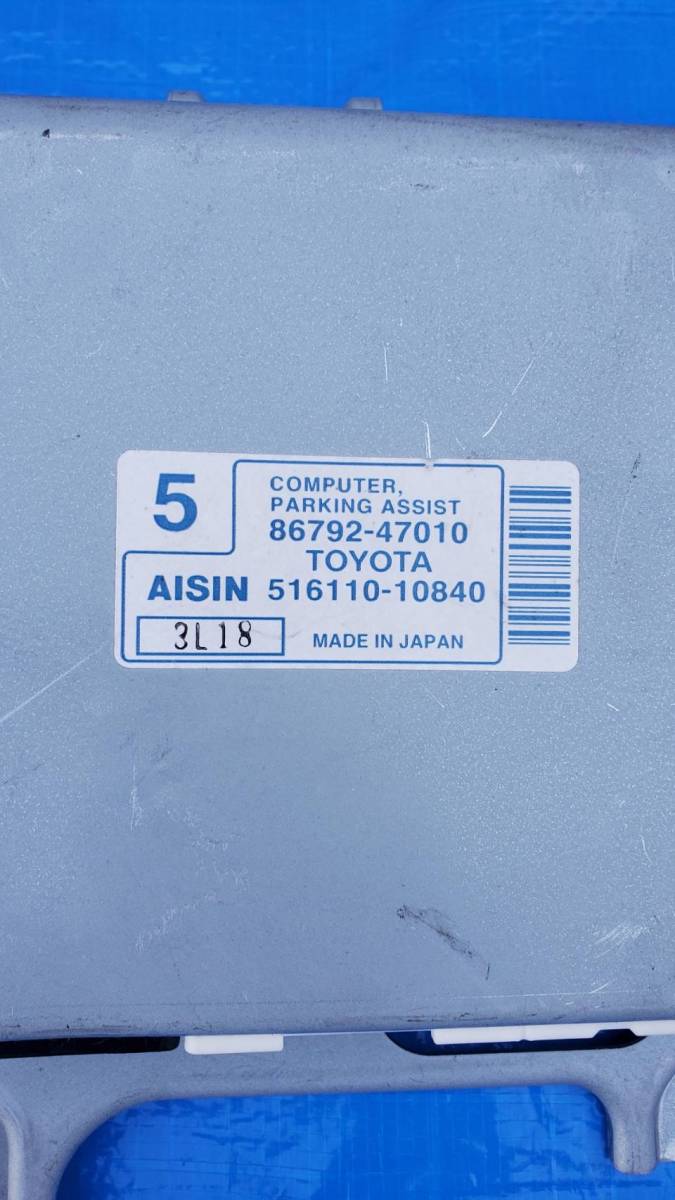 5
COMPUTER,
PARKING ASSIST
86792-47010
TOYOTA
AISIN 516110-10840
3L18 MADE IN JAPAN